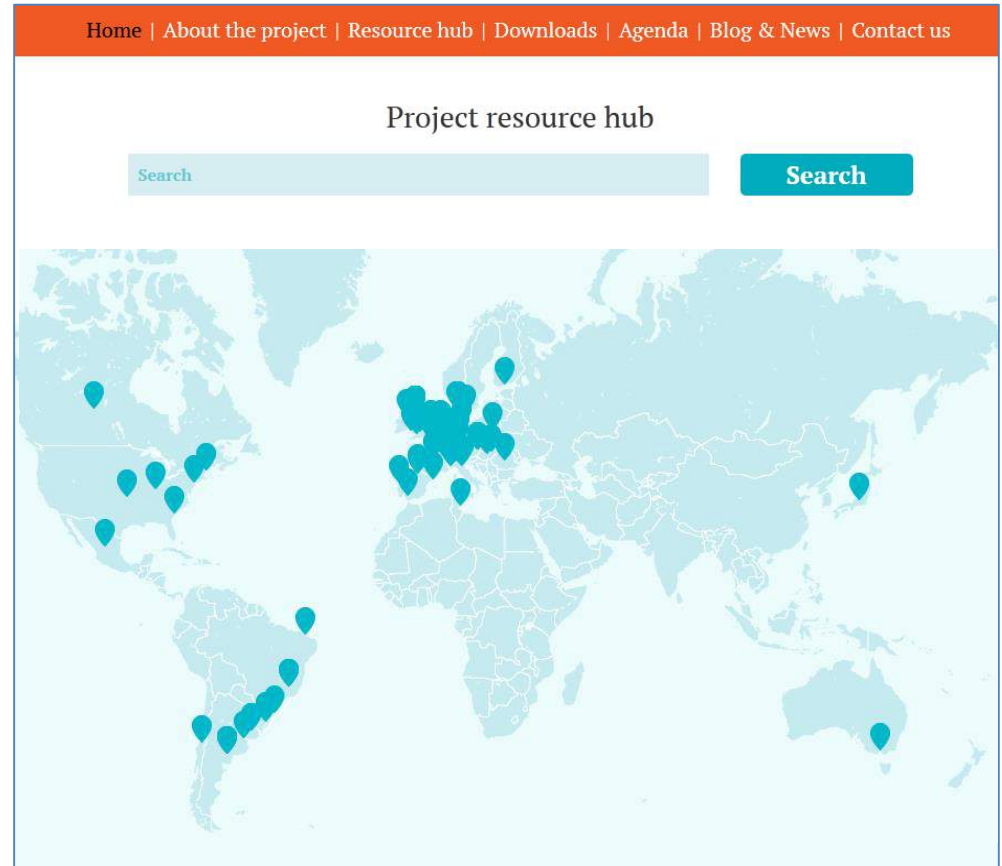 Home | About the project | Resource hub | Downloads | Agenda | Blog & News | Contact us
Project resource hub
Search
Search